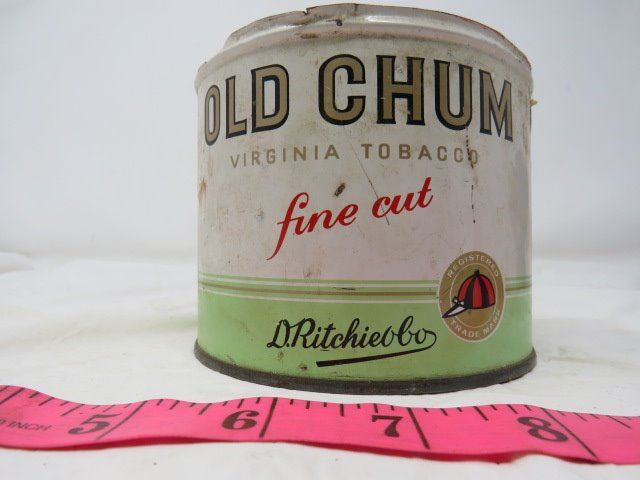 OLD CHUM
VIRGINIA TOBACCO
fine cut
REGISTERED
TRADE MARK
D. Ritchie & Co
INCH
5 6 7 8